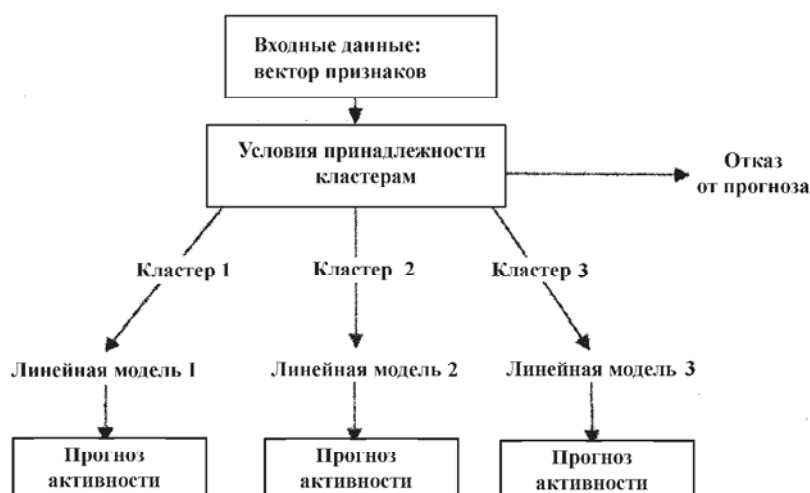 Входные данные:
вектор признаков
Условия принадлежности
кластерам
Отказ
от прогноза
Кластер 1
Кластер 2
Кластер 3
Линейная модель 1
Линейная модель 2
Линейная модель 3
Прогноз
активности
Прогноз
активности
Прогноз
активности